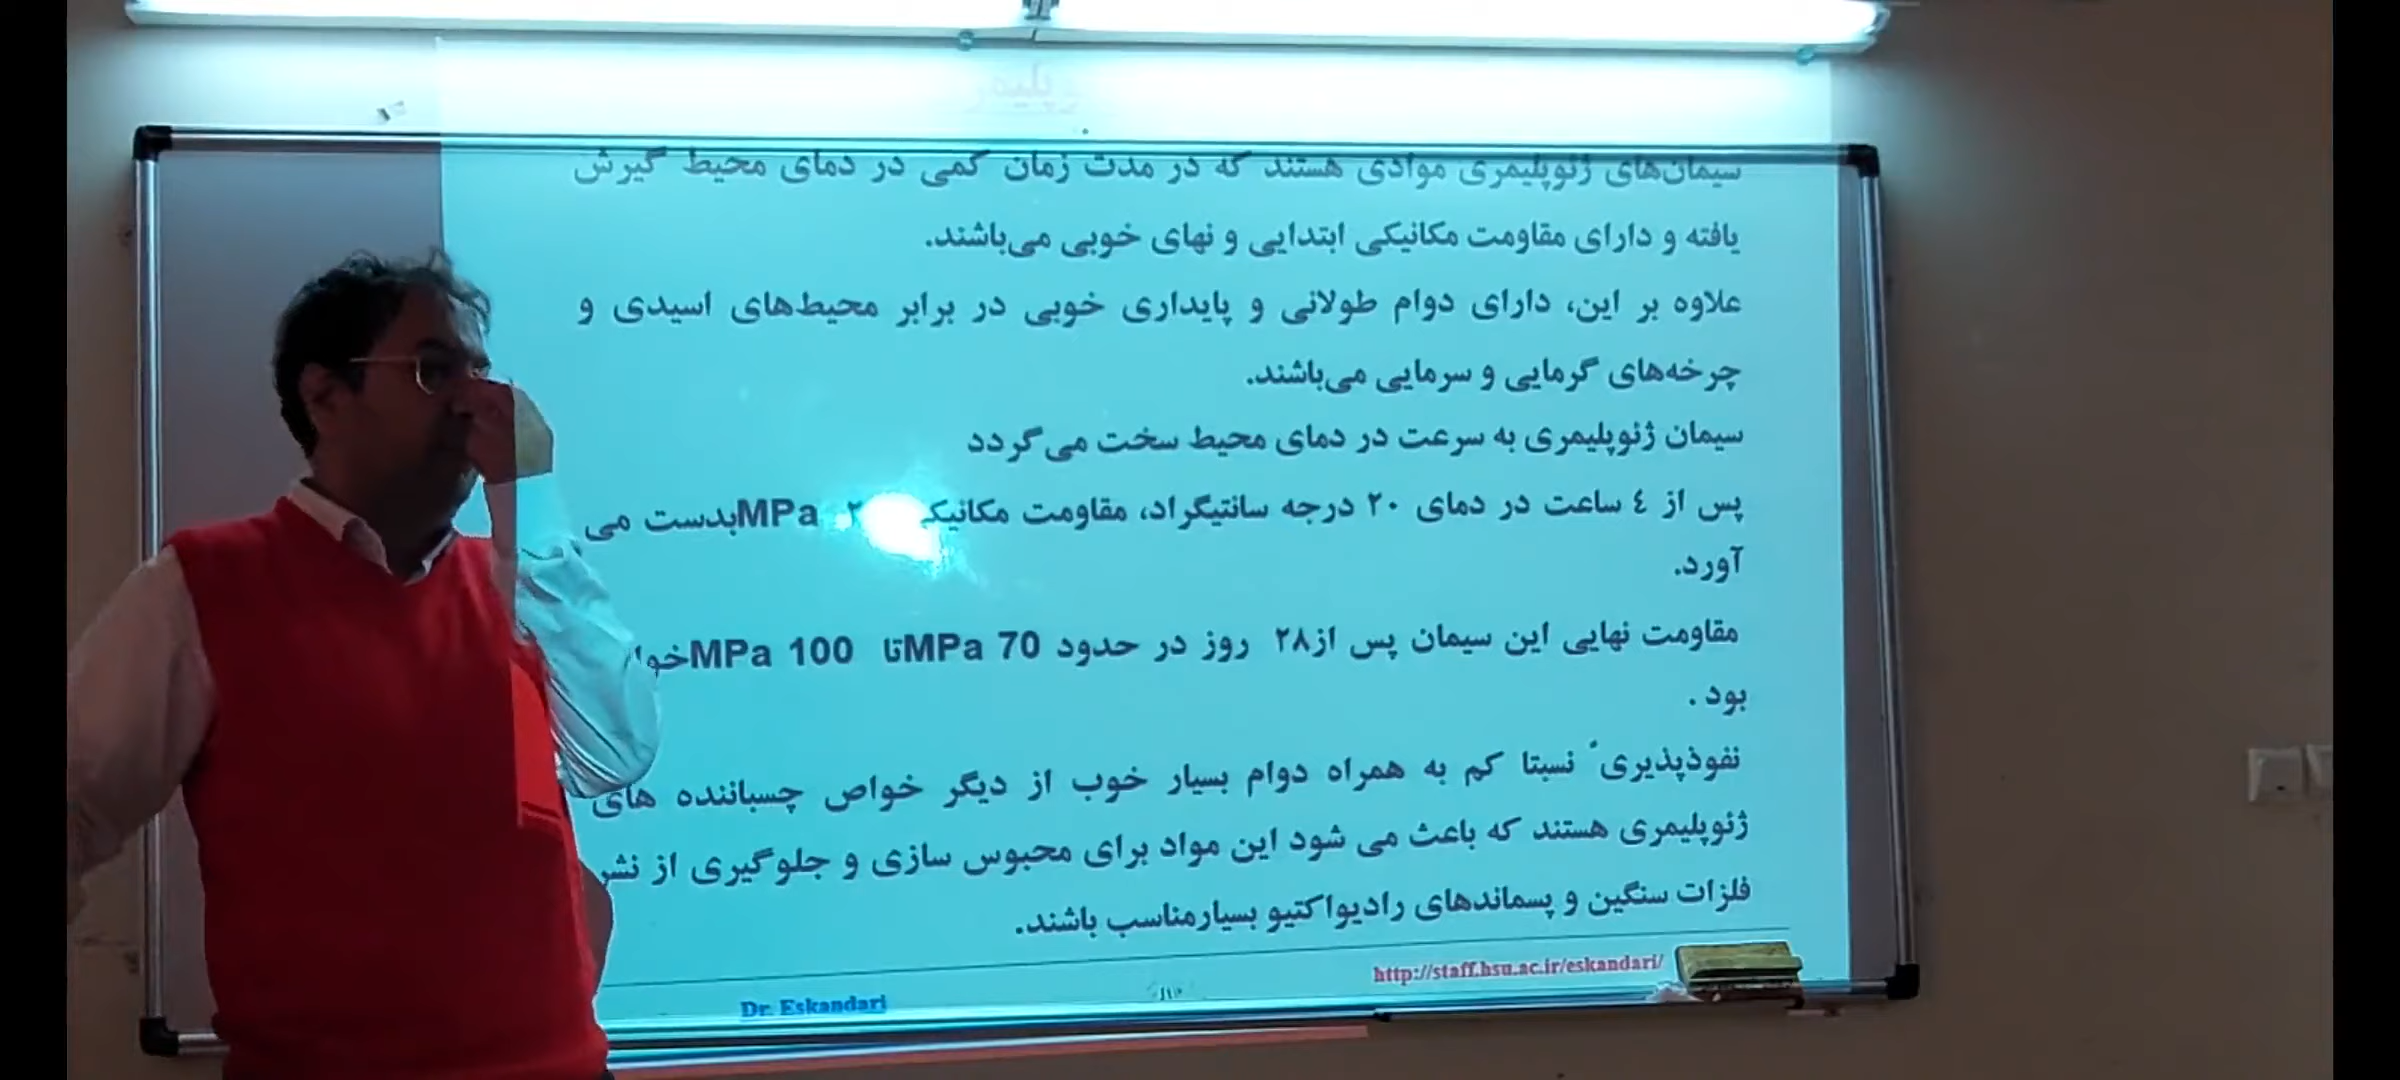 سیمان‌های ژئوپلیمری موادی هستند که در مدت زمان کمی در دمای محیط گیرش
یافته و دارای مقاومت مکانیکی ابتدایی و نهای خوبی می‌باشند.
علاوه بر این، دارای دوام طولانی و پایداری خوبی در برابر محیط‌های اسیدی و
چرخه‌های گرمایی و سرمایی می‌باشند.
سیمان ژئوپلیمری به سرعت در دمای محیط سخت می‌گردد
پس از ٤ ساعت در دمای ۲۰ درجه سانتیگراد، مقاومت MPa بدست می
آورد.
مقاومت نهایی این سیمان پس از۲۸ روز در حدود 70 MPa تا 100 MPa
بود .
نفوذپذیری ً نسبتا کم به همراه دوام بسیار خوب از دیگر خواص چسباننده های
ژئوپلیمری هستند که باعث می شود این مواد برای محبوس سازی و جلوگیری از
فلزات سنگین و پسماندهای رادیواکتیو بسیارمناسب باشند.
http://staff.hsu.ac.ir/eskandari/
Dr. Eskandari